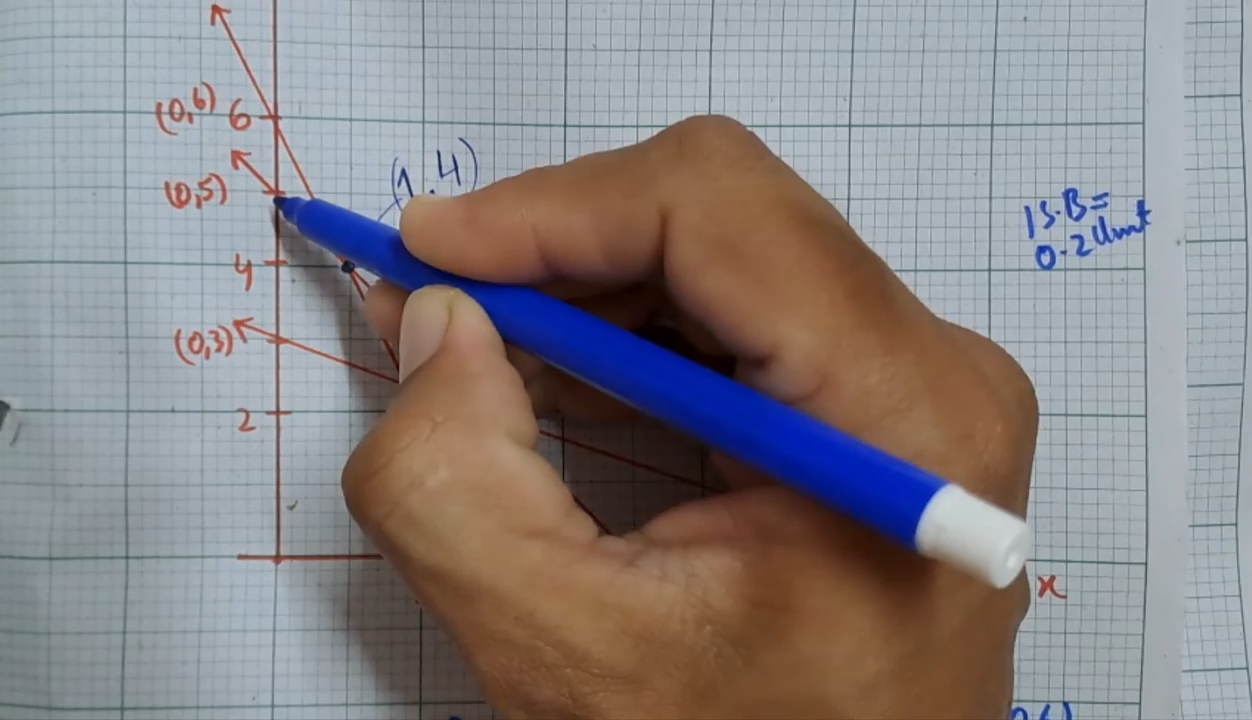 (0,6) 6
(1,4)
(0,5)
1S.B=
0.2 Unit
4
(0,3)
2
x